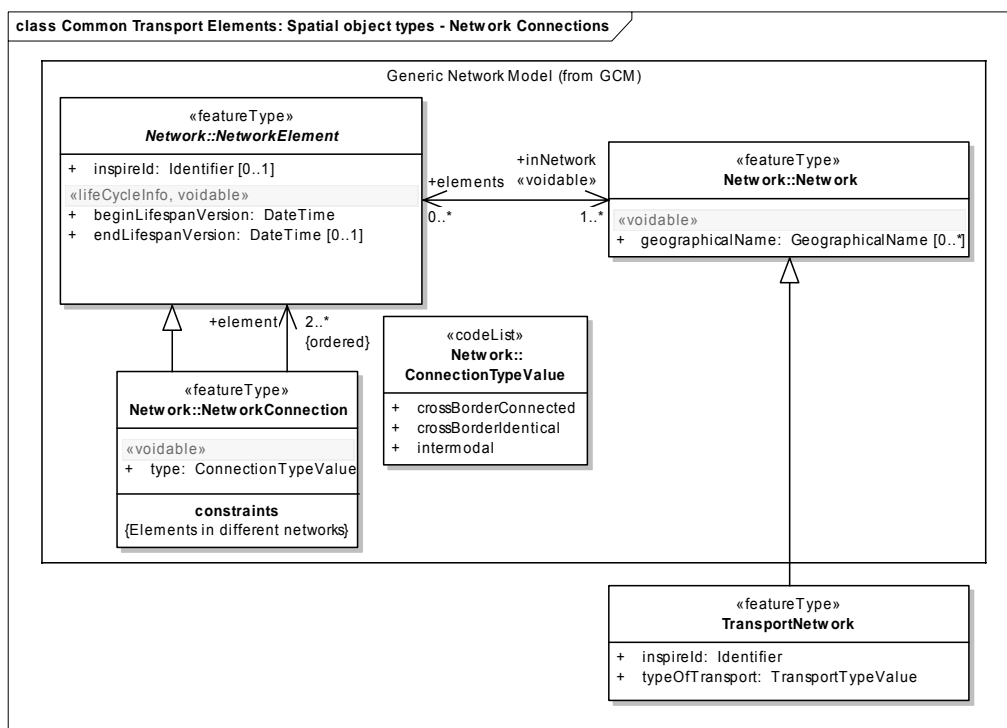 class Common Transport Elements: Spatial object types - Network Connections
Generic Network Model (from GCM)
«featureType»
Network::NetworkElement
+ inspireId: Identifier [0..1]
«lifeCycleInfo, voidable»
+ beginLifespanVersion: DateTime
+ endLifespanVersion: DateTime [0..1]
+elements
0..*
+inNetwork
«voidable»
1..*
«featureType»
Network::Network
«voidable»
+ geographicalName: GeographicalName [0..*]
+element
2..*
{ordered}
«featureType»
Network::NetworkConnection
«voidable»
+ type: ConnectionTypeValue
constraints
{Elements in different networks}
«codeList»
Network::
ConnectionTypeValue
+ crossBorderConnected
+ crossBorderIdentical
+ intermodal
«featureType»
TransportNetwork
+ inspireId: Identifier
+ typeOfTransport: TransportTypeValue